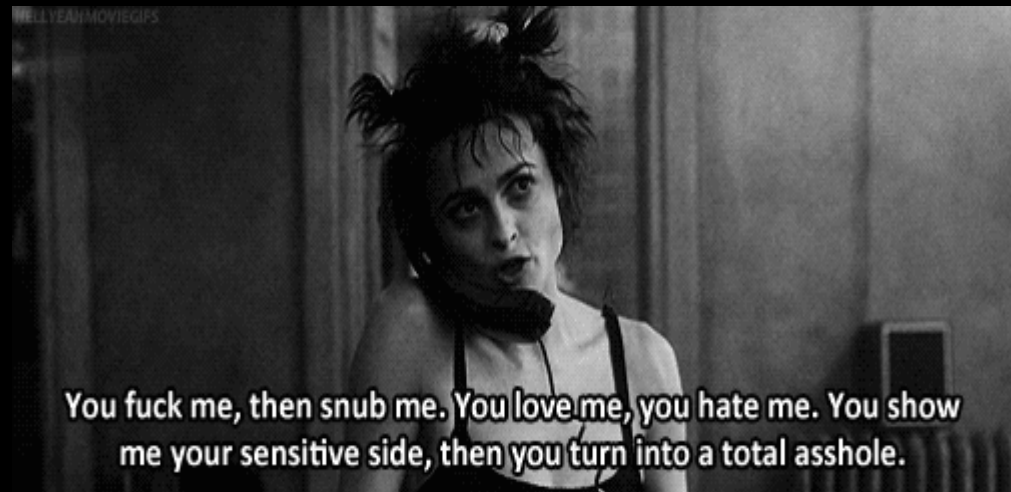 HELLYEAHMOVIEGIFS
You fuck me, then snub me. You love me, you hate me. You show
me your sensitive side, then you turn into a total asshole.